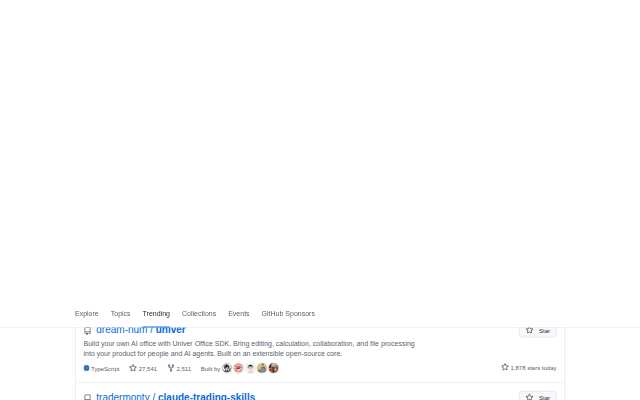 Explore Topics Trending Collections Events GitHub Sponsors
dream-num / univer Star
Build your own AI office with Univer Office SDK. Bring editing, calculation, collaboration, and file processing
into your product for people and AI agents. Built on an extensible open-source core.
TypeScript 27,541 2,511 Built by 1,878 stars today
tradermonty / claude-trading-skills Star